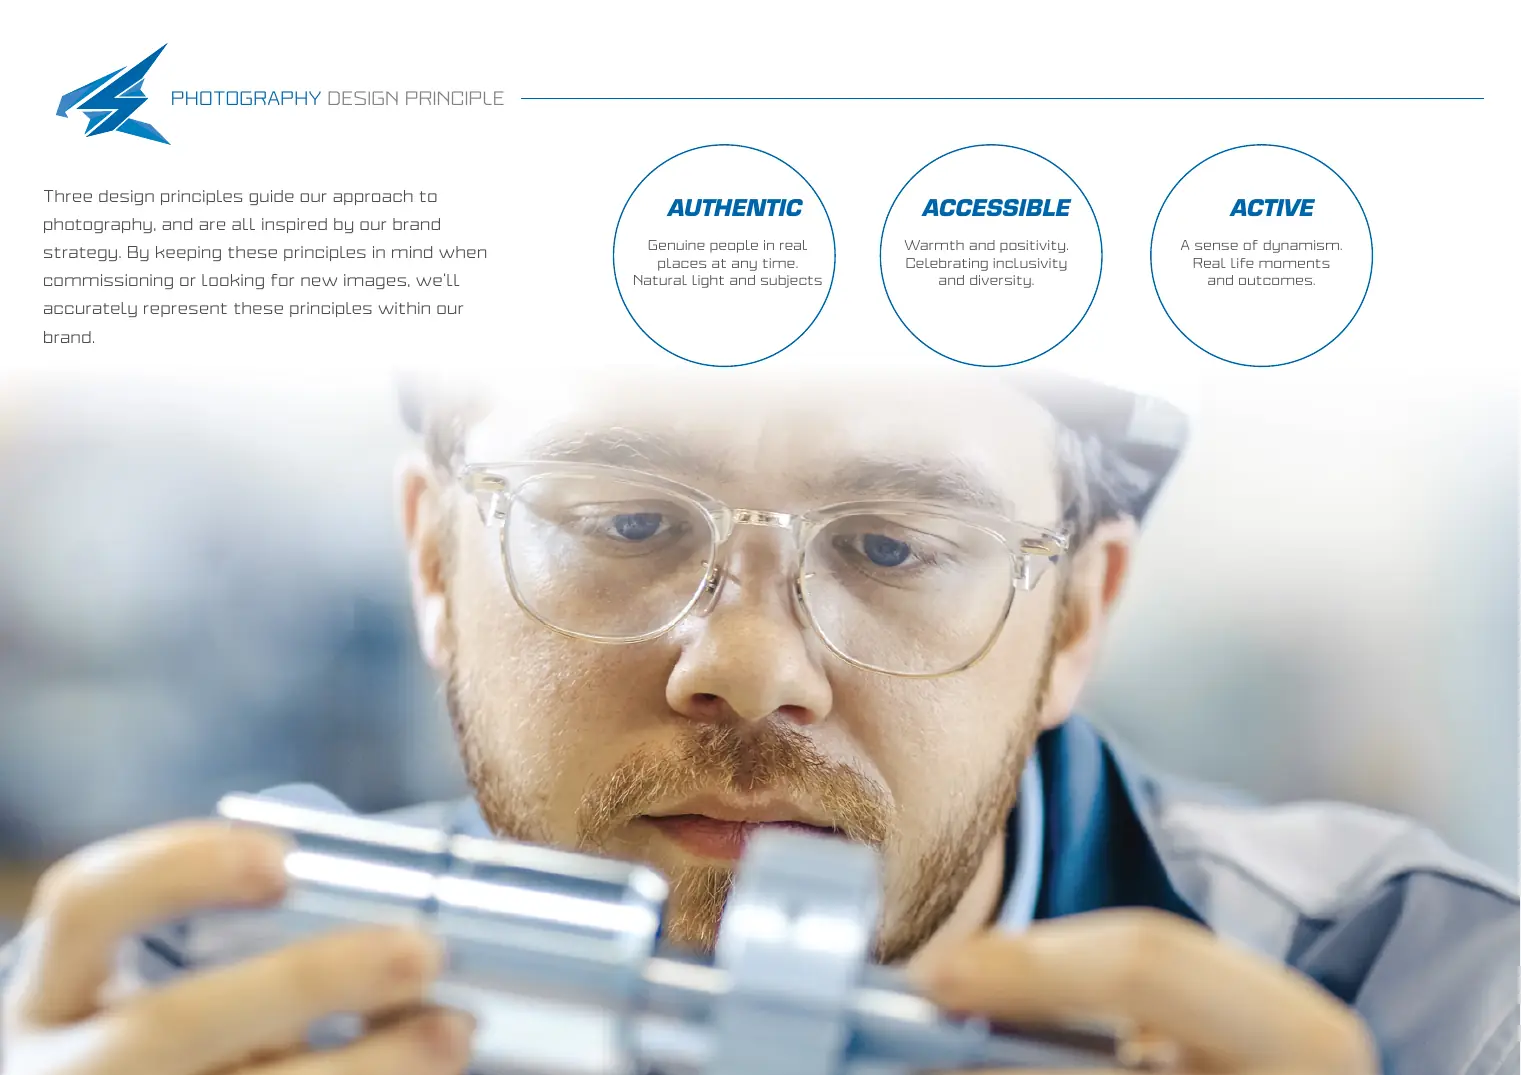 PHOTOGRAPHY DESIGN PRINCIPLE
Three design principles guide our approach to
photography, and are all inspired by our brand
strategy. By keeping these principles in mind when
commissioning or looking for new images, we'll
accurately represent these principles within our
brand.
AUTHENTIC
Genuine people in real
places at any time.
Natural light and subjects
ACCESSIBLE
Warmth and positivity.
Celebrating inclusivity
and diversity.
ACTIVE
A sense of dynamism.
Real life moments
and outcomes.